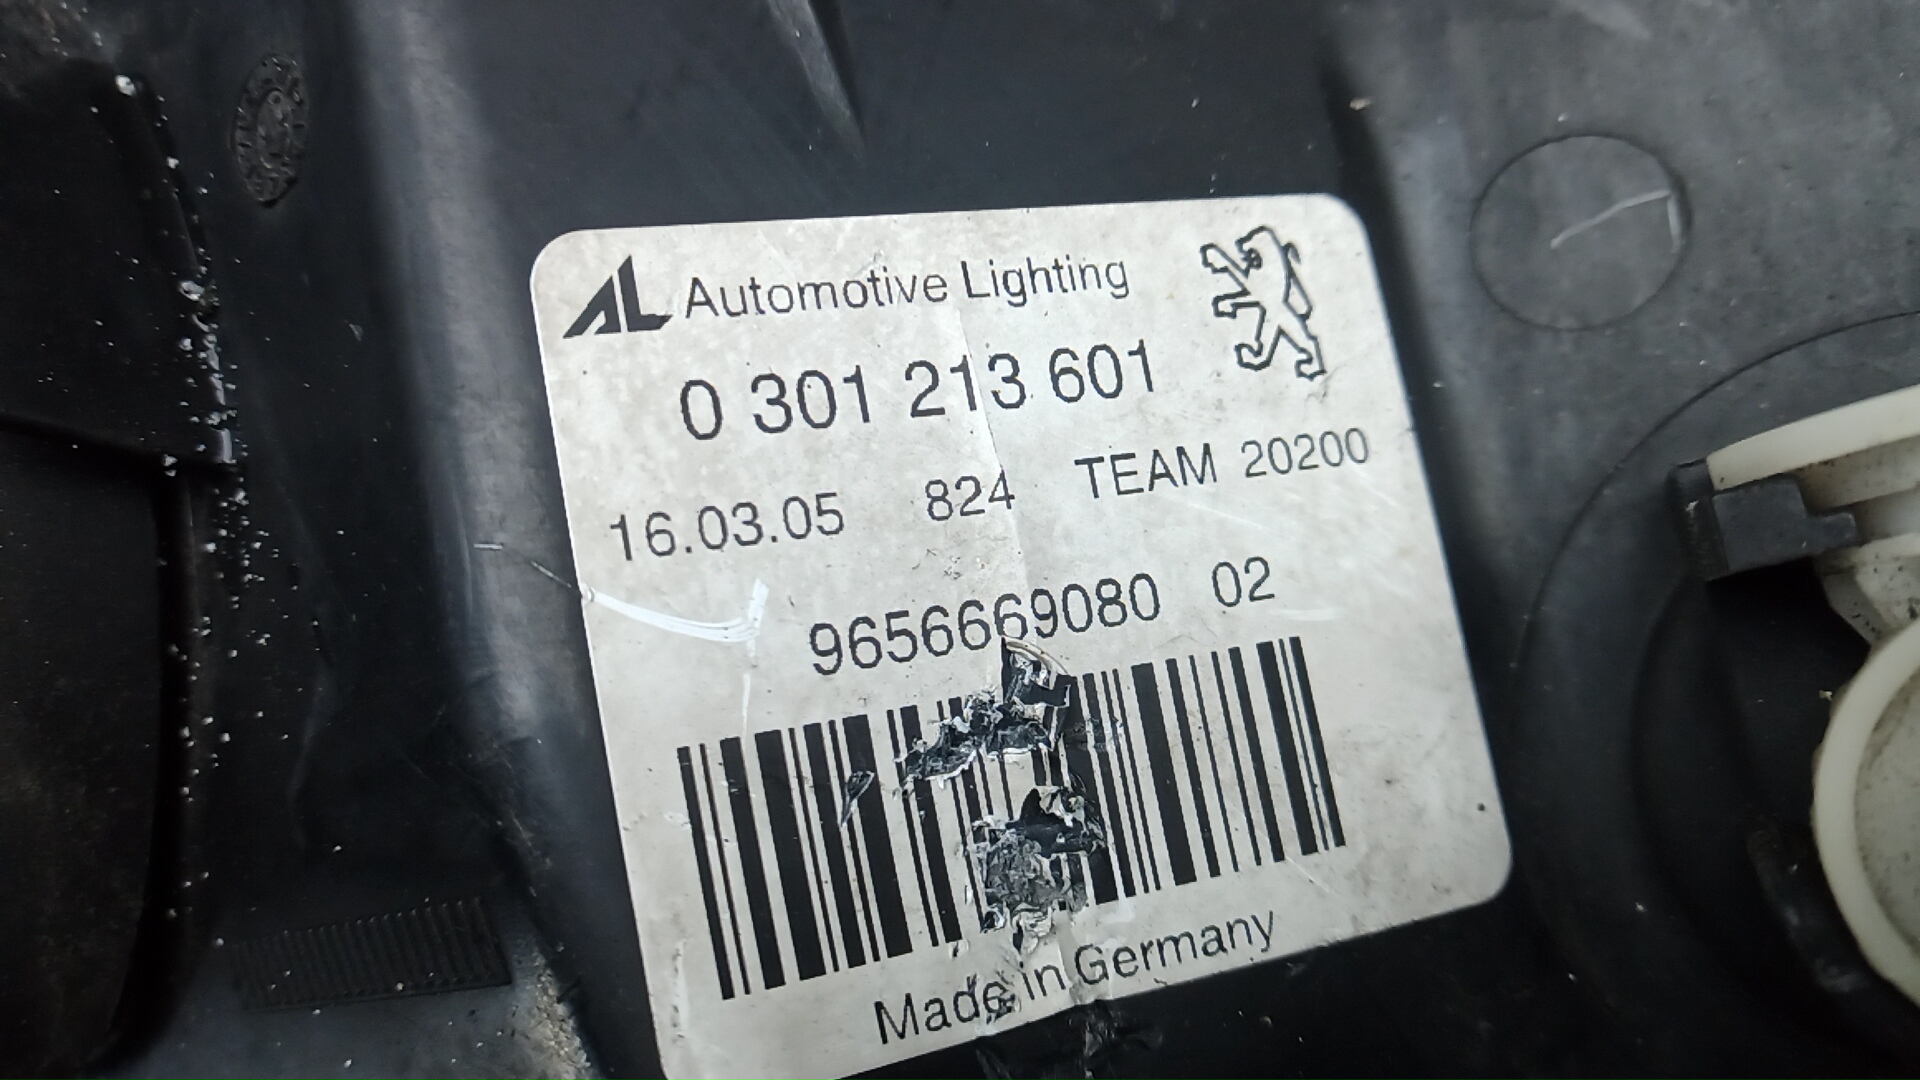 AL Automotive Lighting
0 301 213 601
16.03.05 824 TEAM 20200
9656669080 02
Made in Germany